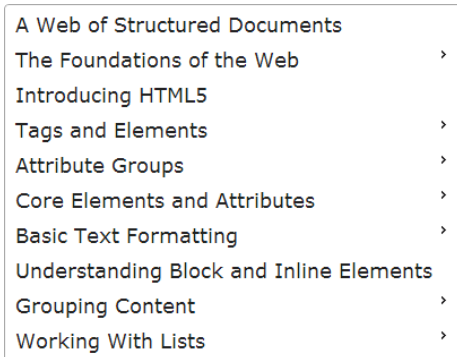 A Web of Structured Documents
The Foundations of the Web ›
Introducing HTML5
Tags and Elements ›
Attribute Groups ›
Core Elements and Attributes ›
Basic Text Formatting ›
Understanding Block and Inline Elements
Grouping Content ›
Working With Lists ›